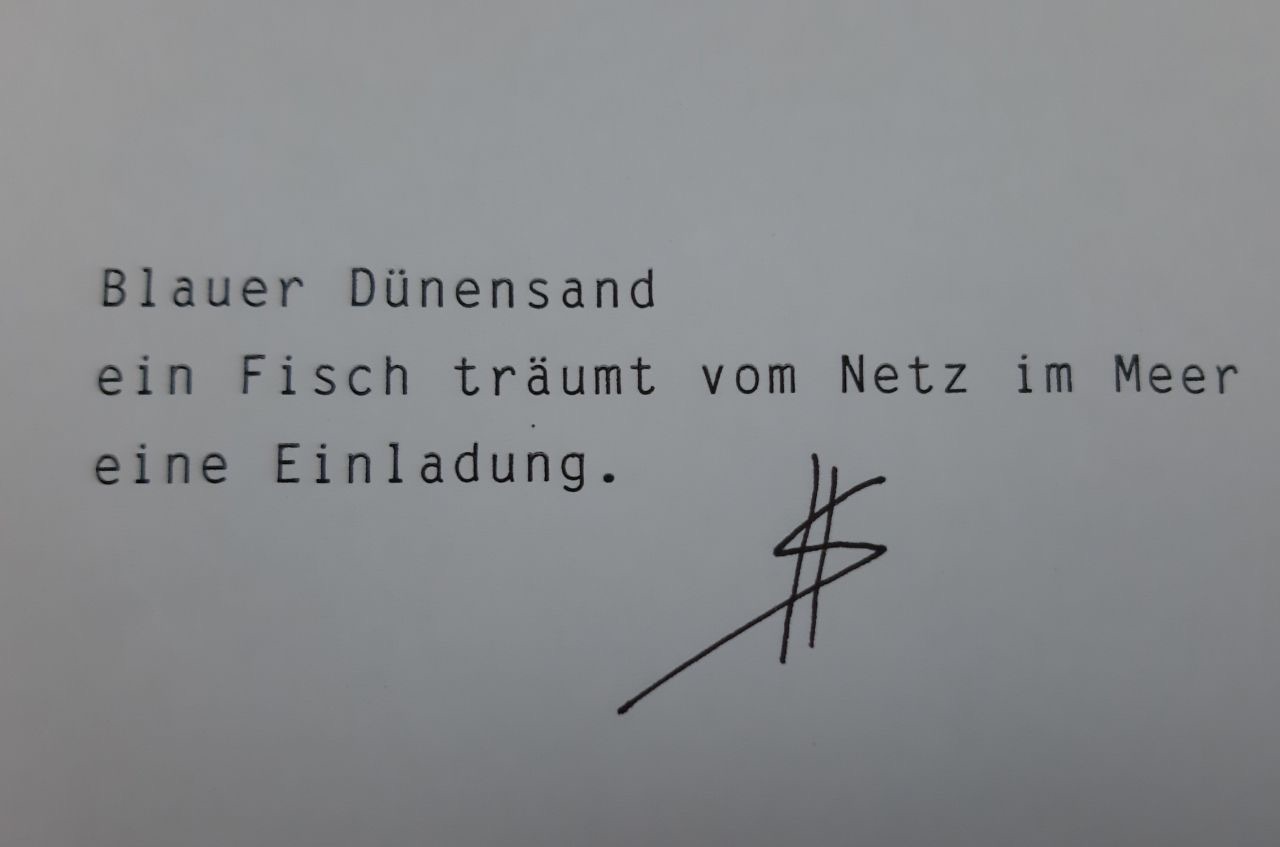 Blauer Dünensand
ein Fisch träumt vom Netz im Meer
eine Einladung.